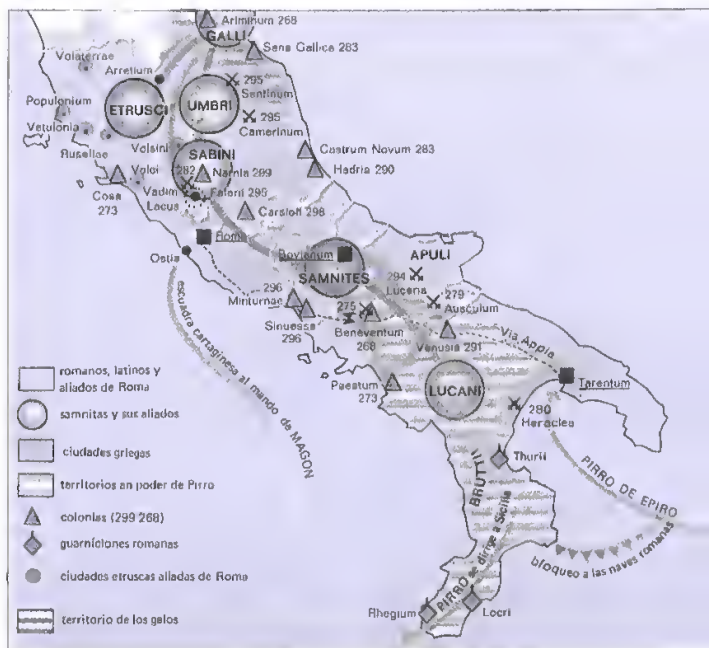 Ariminum 268
GALLI
Sena Gallica 283
Volaterrae
Arretium
295
Sentinum
Populonium
ETRUSCI
UMBRI
295
Camerinum
Vetulonia
Rusellae
Volsini
SABINI
Castrum Novum 283
Volci
282
Narnia 299
Hadria 290
Cosa
273
Vadim
Lacus
Falerii 295
Carsioli 298
Roma
Ostia
Bovianum
SAMNITES
APULI
294
Lucena
279
Ausculum
296
Minturnae
Sinuessa
296
275
Beneventum
268
Venusia 291
Via Appia
Tarentum
Paestum
273
LUCANI
280
Heraclea
Thurii
BRUTTII
escuadra cartaginesa al mando de MAGON
PIRRO DE EPIRO
bloqueo a las naves romanas
PIRRO se dirige a Sicilia
Rhegium
Locri
romanos, latinos y
aliados de Roma
samnitas y sus aliados
ciudades griegas
territorios en poder de Pirro
colonias (299-268)
guarniciones romanas
ciudades etruscas aliadas de Roma
territorio de los galos